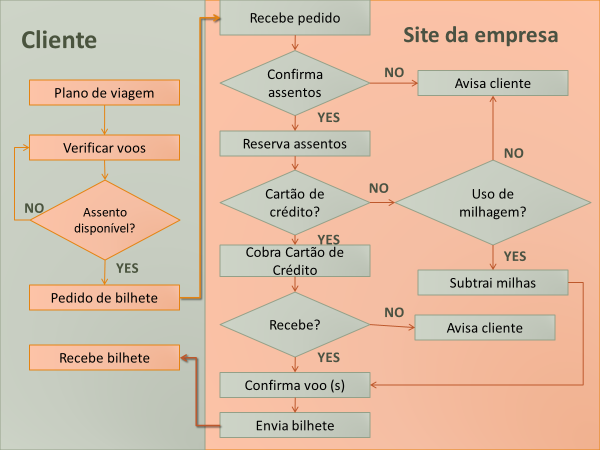 Cliente
Plano de viagem
Verificar voos
Assento
disponível?
NO
YES
Pedido de bilhete
Recebe bilhete
Site da empresa
Recebe pedido
Confirma
assentos
NO
Avisa cliente
YES
Reserva assentos
Cartão de
crédito?
NO
Uso de
milhagem?
NO
YES
YES
Cobra Cartão de
Crédito
Subtrai milhas
Recebe?
NO
Avisa cliente
YES
Confirma voo (s)
Envia bilhete